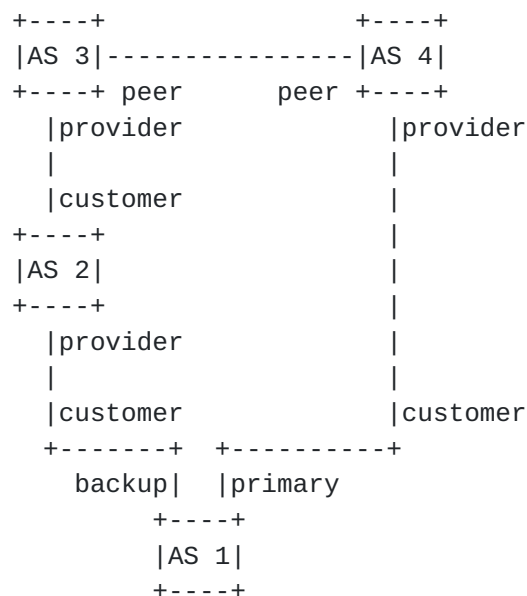 +----+                +----+
|AS 3|----------------|AS 4|
+----+ peer      peer +----+
  |provider              |provider
  |                      |
  |customer              |
+----+                   |
|AS 2|                   |
+----+                   |
  |provider              |
  |                      |
  |customer              |customer
  +-------+  +----------+
    backup|  |primary
         +----+
         |AS 1|
         +----+